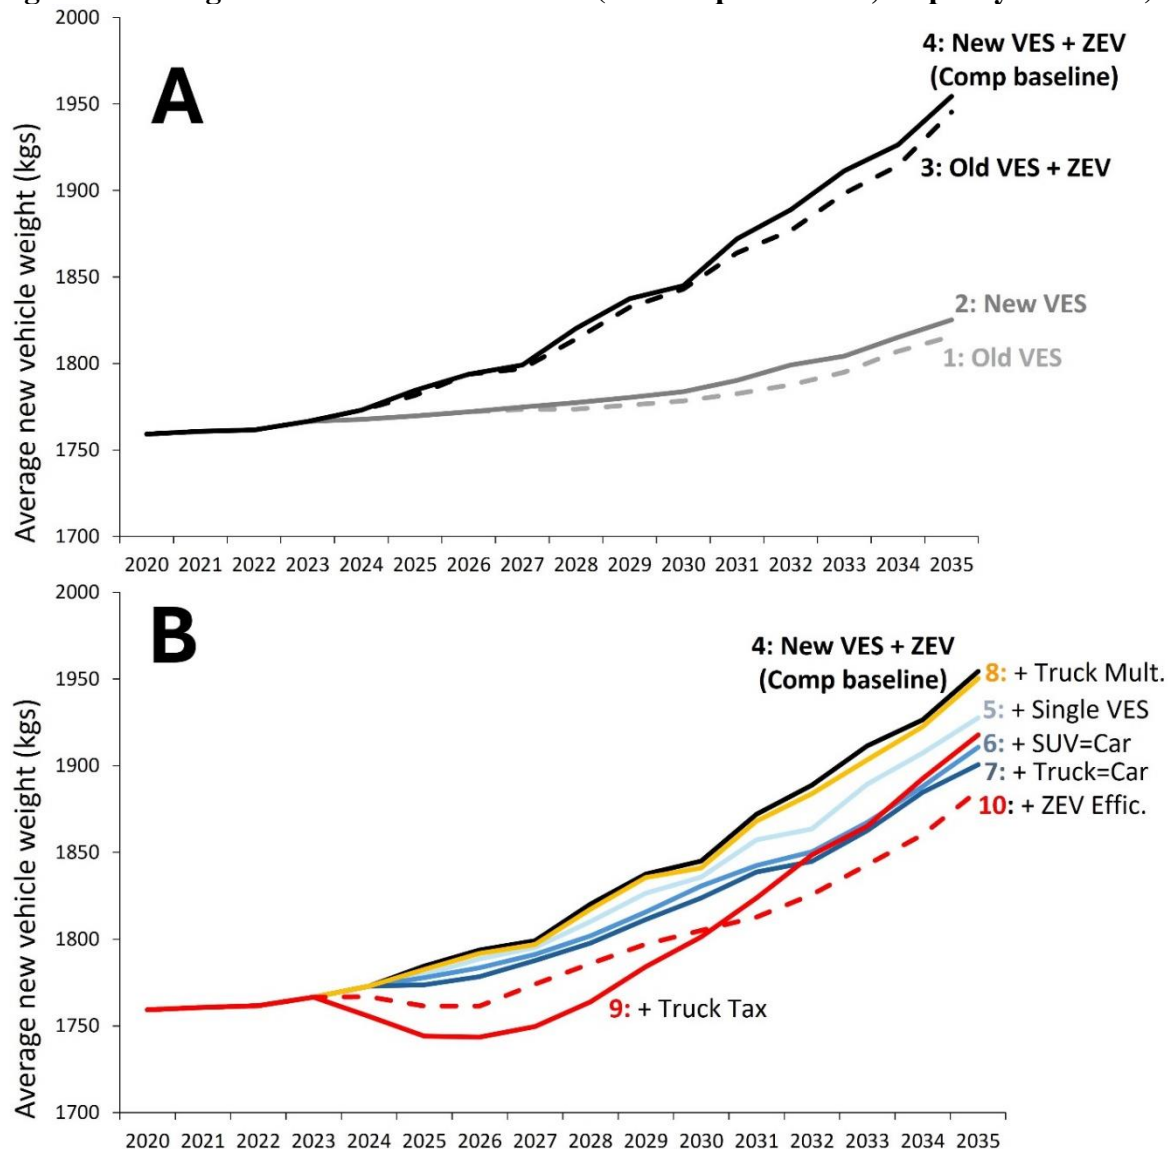 2000
4: New VES + ZEV
(Comp baseline)
A
1950
3: Old VES + ZEV
1900
1850
2: New VES
1: Old VES
1800
1750
1700
Average new vehicle weight (kgs)
2020 2021 2022 2023 2024 2025 2026 2027 2028 2029 2030 2031 2032 2033 2034 2035
2000
B
4: New VES + ZEV
(Comp baseline)
1950
8: + Truck Mult.
5: + Single VES
6: + SUV=Car
7: + Truck=Car
10: + ZEV Effic.
1900
1850
1800
9: + Truck Tax
1750
1700
Average new vehicle weight (kgs)
2020 2021 2022 2023 2024 2025 2026 2027 2028 2029 2030 2031 2032 2033 2034 2035